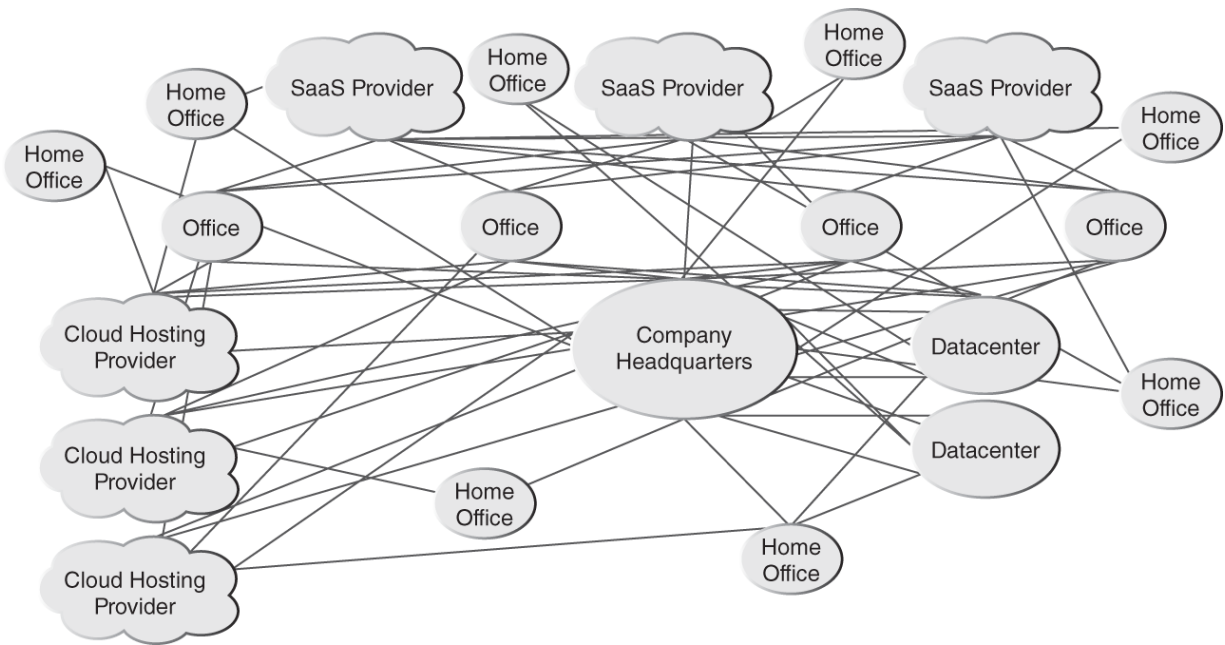 Home
Office
SaaS Provider
Home
Office
SaaS Provider
Home
Office
SaaS Provider
Home
Office
Home
Office
Home
Office
Office
Office
Office
Office
Cloud Hosting
Provider
Company
Headquarters
Datacenter
Home
Office
Cloud Hosting
Provider
Datacenter
Home
Office
Home
Office
Cloud Hosting
Provider